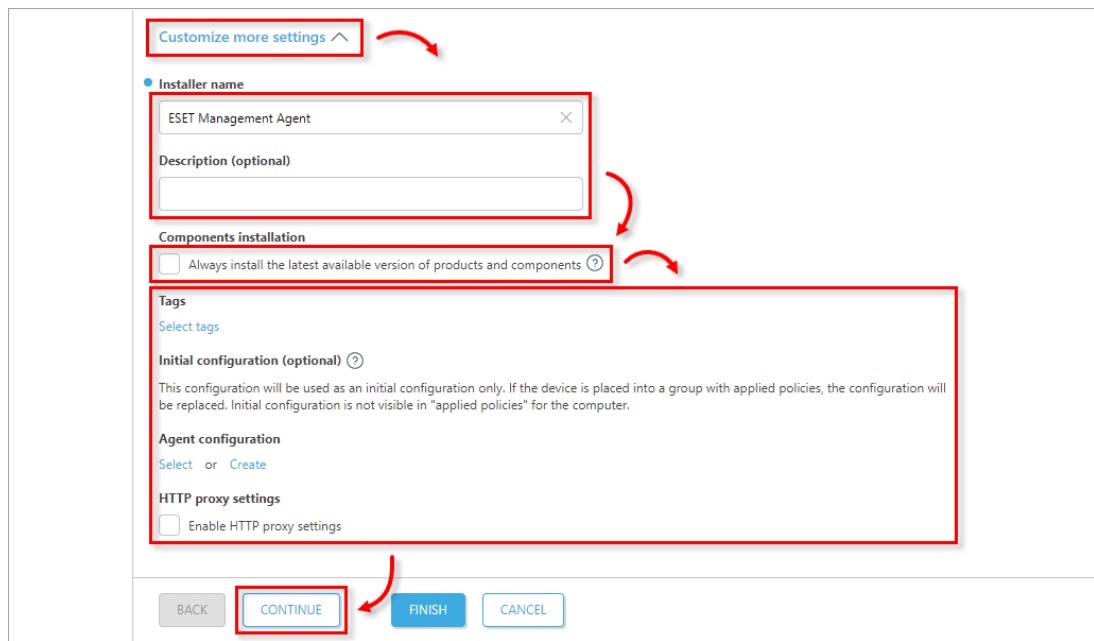 Customize more settings
Installer name
ESET Management Agent
Description (optional)
Components installation
Always install the latest available version of products and components ?
Tags
Select tags
Initial configuration (optional) ?
This configuration will be used as an initial configuration only. If the device is placed into a group with applied policies, the configuration will
be replaced. Initial configuration is not visible in "applied policies" for the computer.
Agent configuration
Select or Create
HTTP proxy settings
Enable HTTP proxy settings
BACK CONTINUE FINISH CANCEL